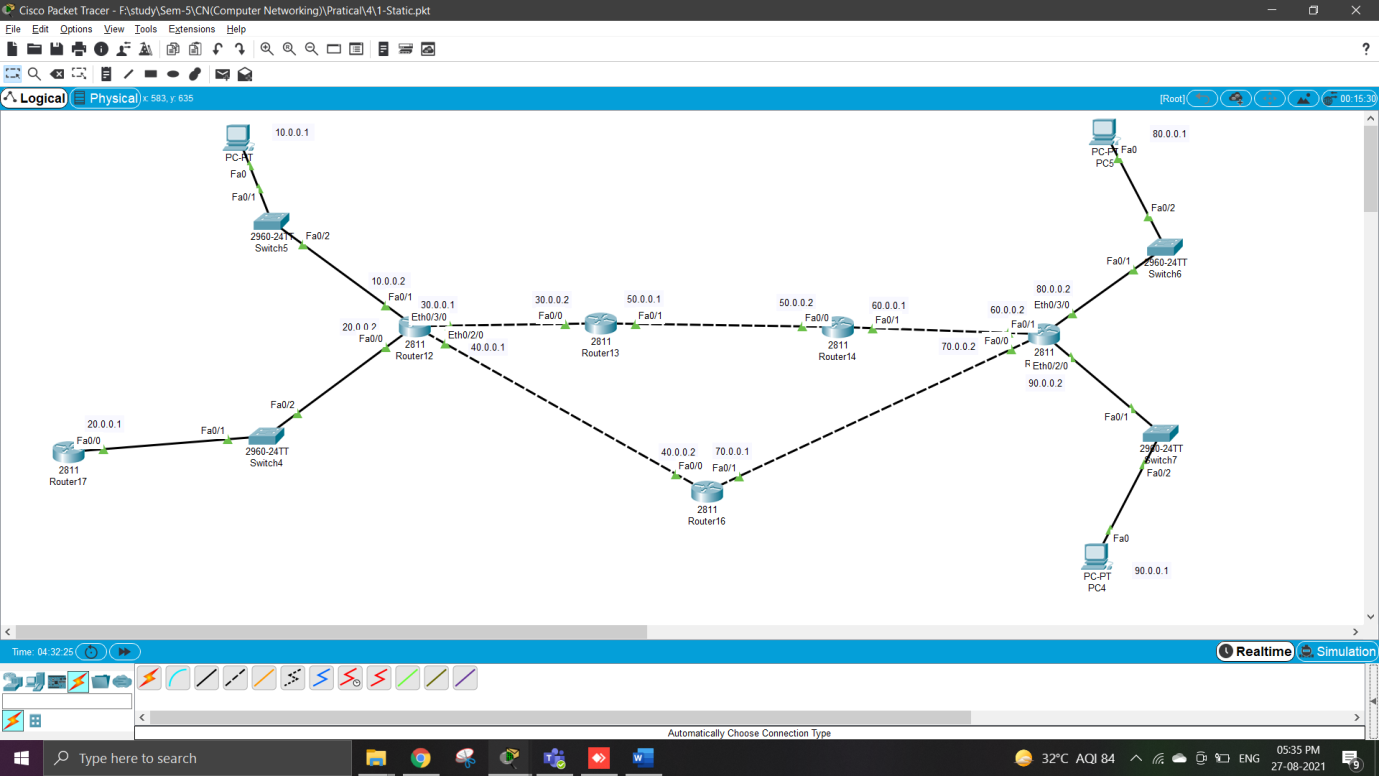 Cisco Packet Tracer - F:\study\Sem-5\CN(Computer Networking)\Pratical\4\1-Static.pkt
File Edit Options View Tools Extensions Help
Logical Physical x: 583, y: 635 [Root] 00:15:30
10.0.0.1
PC-PT
Fa0
Fa0/1
2960-24TT
Switch5
Fa0/2
10.0.0.2
Fa0/1
30.0.0.1
Eth0/3/0
20.0.0.2
Fa0/0
2811
Router12
Eth0/2/0
40.0.0.1
30.0.0.2
Fa0/0
50.0.0.1
Fa0/1
2811
Router13
50.0.0.2
Fa0/0
60.0.0.1
Fa0/1
2811
Router14
80.0.0.1
PC-PT
PC5
Fa0
Fa0/2
2960-24TT
Switch6
Fa0/1
80.0.0.2
Eth0/3/0
60.0.0.2
Fa0/1
Fa0/0
70.0.0.2
2811
Eth0/2/0
90.0.0.2
Fa0/1
2960-24TT
Switch7
Fa0/2
Fa0
PC-PT
PC4
90.0.0.1
20.0.0.1
Fa0/0
2811
Router17
Fa0/1
Fa0/2
2960-24TT
Switch4
40.0.0.2
Fa0/0
70.0.0.1
Fa0/1
2811
Router16
Time: 04:32:25 Realtime Simulation
Automatically Choose Connection Type
Type here to search
32°C AQI 84 ENG
05:35 PM
27-08-2021
9